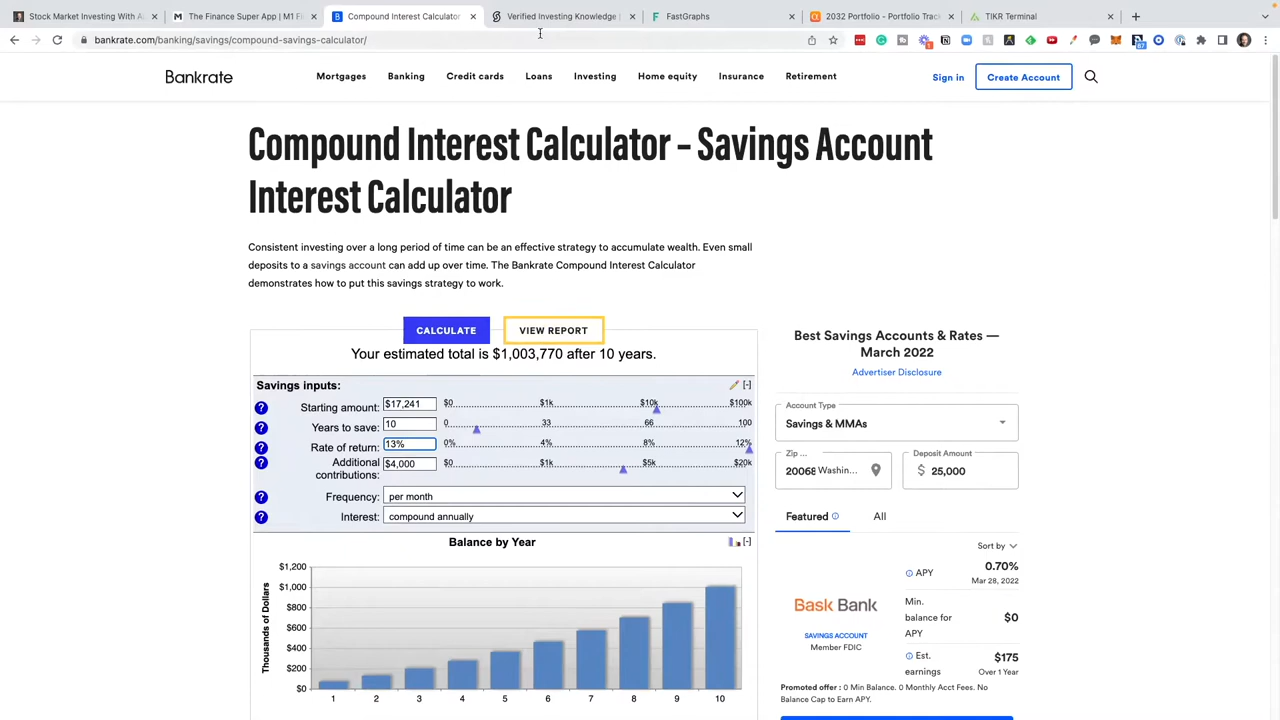 Stock Market Investing With A
The Finance Super App | M1 Fi
Compound Interest Calculator
Verified Investing Knowledge |
FastGraphs
2032 Portfolio - Portfolio Trac
TIKR Terminal
bankrate.com/banking/savings/compound-savings-calculator/
Bankrate
Mortgages
Banking
Credit cards
Loans
Investing
Home equity
Insurance
Retirement
Sign in
Create Account
Compound Interest Calculator – Savings Account
Interest Calculator
Consistent investing over a long period of time can be an effective strategy to accumulate wealth. Even small
deposits to a savings account can add up over time. The Bankrate Compound Interest Calculator
demonstrates how to put this savings strategy to work.
CALCULATE
VIEW REPORT
Your estimated total is $1,003,770 after 10 years.
Savings inputs:
[-]
? Starting amount: $17,241 $0 $1k $10k $100k
? Years to save: 10 0 33 66 100
? Rate of return: 13% 0% 4% 8% 12%
? Additional
contributions: $4,000 $0 $1k $5k $20k
? Frequency: per month
? Interest: compound annually
Balance by Year
[-]
Thousands of Dollars
$1,200
$1,000
$800
$600
$400
$200
$0
1 2 3 4 5 6 7 8 9 10
Best Savings Accounts & Rates —
March 2022
Advertiser Disclosure
Account Type
Savings & MMAs
Zip ...
20068 Washin...
Deposit Amount
$ 25,000
Featured
All
Sort by
APY
0.70%
Mar 28, 2022
Bask Bank
SAVINGS ACCOUNT
Member FDIC
Min.
balance for
APY
$0
Est.
earnings
$175
Over 1 Year
Promoted offer : 0 Min Balance. 0 Monthly Acct Fees. No
Balance Cap to Earn APY.